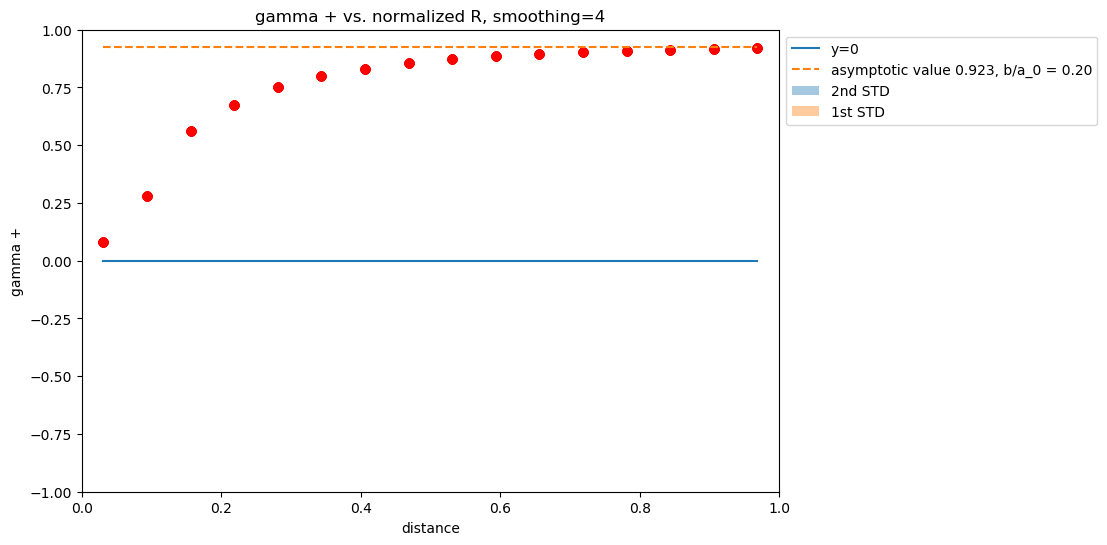 gamma + vs. normalized R, smoothing=4
1.00
0.75
0.50
0.25
0.00
−0.25
−0.50
−0.75
−1.00
gamma +
0.0
0.2
0.4
0.6
0.8
1.0
distance
y=0
asymptotic value 0.923, b/a_0 = 0.20
2nd STD
1st STD